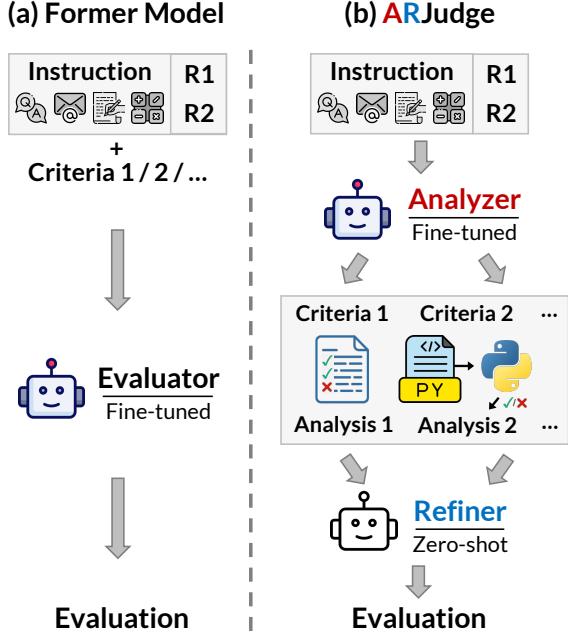 (a) Former Model
Instruction
R1
R2
Q
A
+
Criteria 1 / 2 / ...
Evaluator
Fine-tuned
Evaluation
(b) ARJudge
Instruction
R1
R2
Q
A
Analyzer
Fine-tuned
Criteria 1 Criteria 2 ...
</>
PY
Analysis 1 Analysis 2 ...
Refiner
Zero-shot
Evaluation